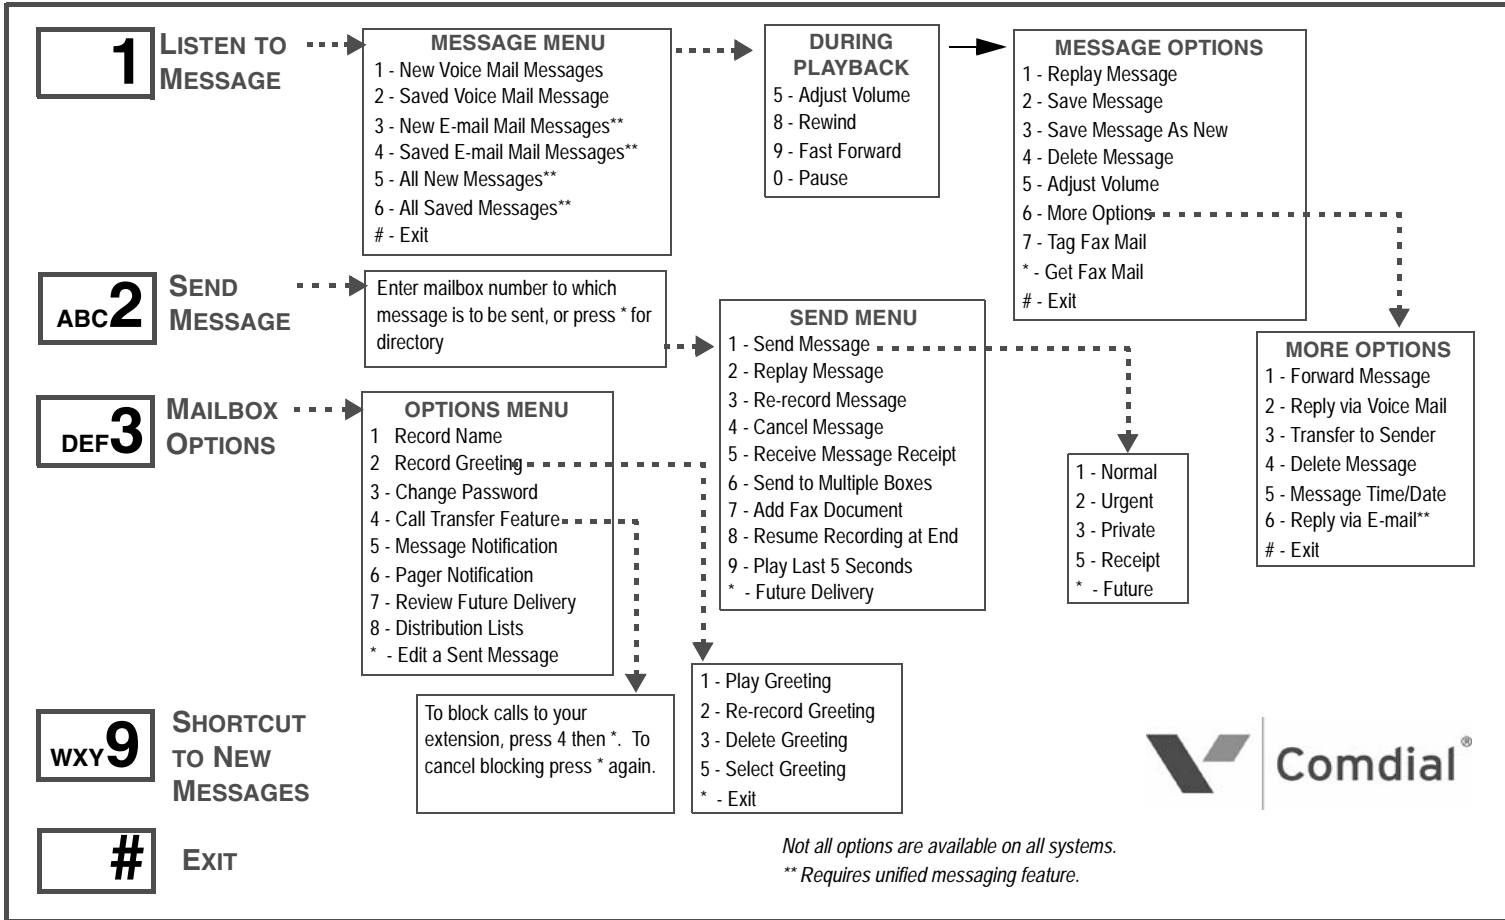 1 LISTEN TO
MESSAGE
MESSAGE MENU
1 - New Voice Mail Messages
2 - Saved Voice Mail Message
3 - New E-mail Mail Messages**
4 - Saved E-mail Mail Messages**
5 - All New Messages**
6 - All Saved Messages**
# - Exit
DURING
PLAYBACK
5 - Adjust Volume
8 - Rewind
9 - Fast Forward
0 - Pause
MESSAGE OPTIONS
1 - Replay Message
2 - Save Message
3 - Save Message As New
4 - Delete Message
5 - Adjust Volume
6 - More Options
7 - Tag Fax Mail
* - Get Fax Mail
# - Exit
MORE OPTIONS
1 - Forward Message
2 - Reply via Voice Mail
3 - Transfer to Sender
4 - Delete Message
5 - Message Time/Date
6 - Reply via E-mail**
# - Exit
ABC2 SEND
MESSAGE
Enter mailbox number to which
message is to be sent, or press * for
directory
SEND MENU
1 - Send Message
2 - Replay Message
3 - Re-record Message
4 - Cancel Message
5 - Receive Message Receipt
6 - Send to Multiple Boxes
7 - Add Fax Document
8 - Resume Recording at End
9 - Play Last 5 Seconds
* - Future Delivery
1 - Normal
2 - Urgent
3 - Private
5 - Receipt
* - Future
DEF3 MAILBOX
OPTIONS
OPTIONS MENU
1 Record Name
2 Record Greeting
3 - Change Password
4 - Call Transfer Feature
5 - Message Notification
6 - Pager Notification
7 - Review Future Delivery
8 - Distribution Lists
* - Edit a Sent Message
To block calls to your
extension, press 4 then *. To
cancel blocking press * again.
1 - Play Greeting
2 - Re-record Greeting
3 - Delete Greeting
5 - Select Greeting
* - Exit
WXY9 SHORTCUT
TO NEW
MESSAGES
# EXIT
Comdial®
Not all options are available on all systems.
** Requires unified messaging feature.